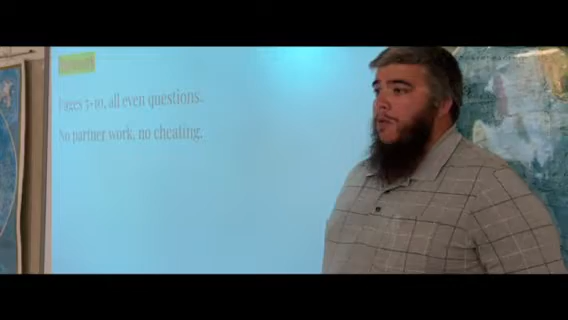 Pages 5-10, all even questions.
No partner work, no cheating.